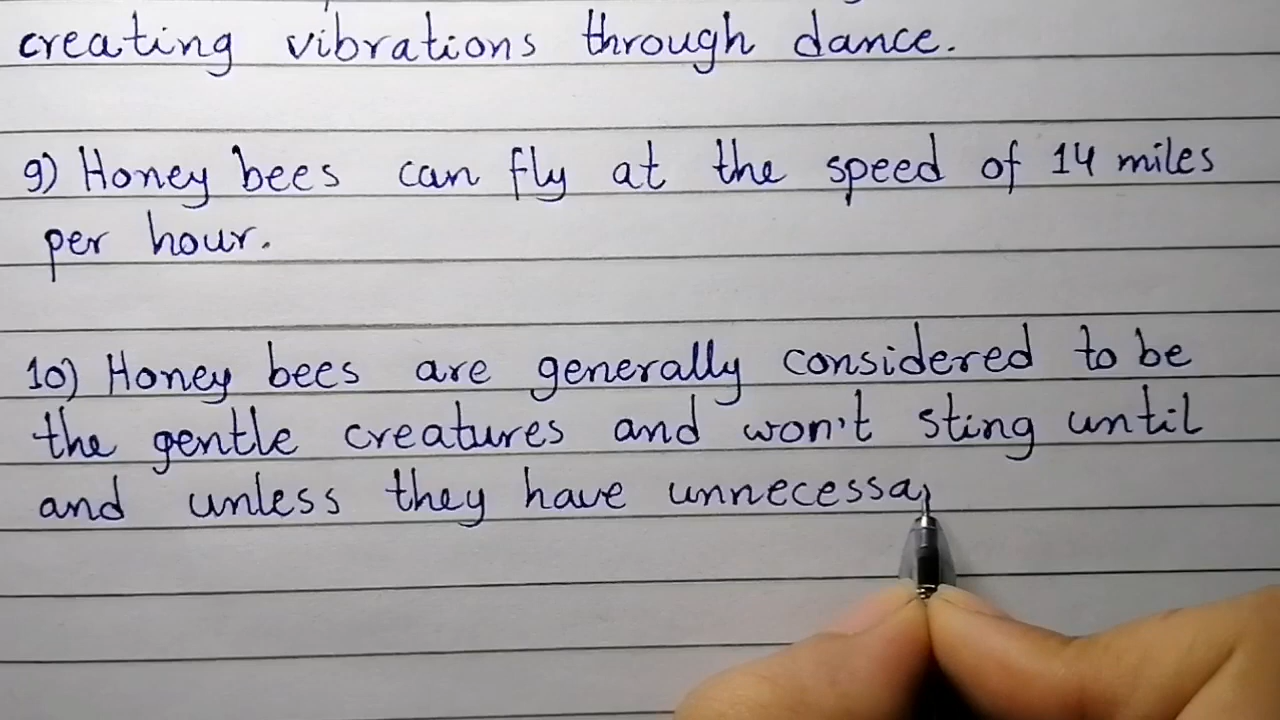 creating vibrations through dance.
9) Honey bees can fly at the speed of 14 miles
per hour.
10) Honey bees are generally considered to be
the gentle creatures and won't sting until
and unless they have unnecessa